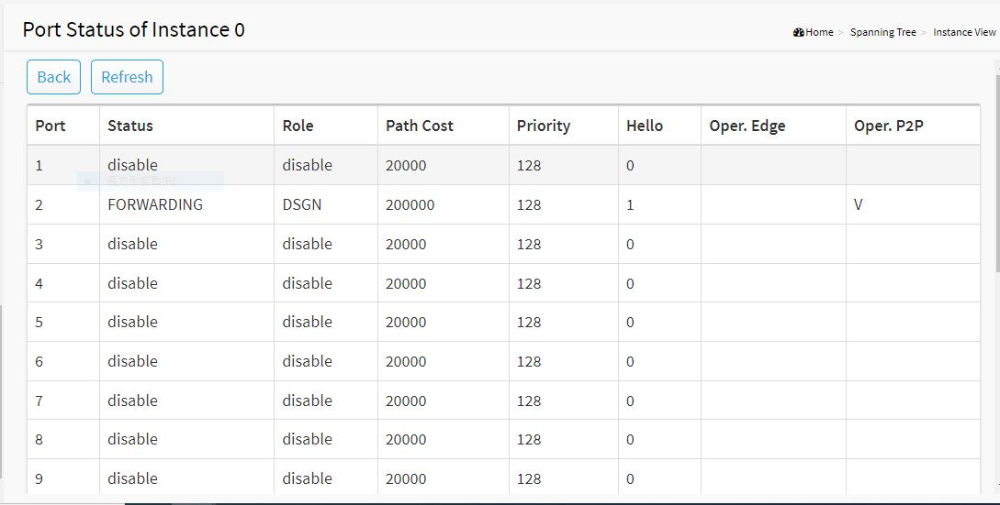 Port Status of Instance 0
Home > Spanning Tree > Instance View
Back Refresh
Port Status Role Path Cost Priority Hello Oper. Edge Oper. P2P
1 disable disable 20000 128 0
2 FORWARDING DSGN 200000 128 1 V
3 disable disable 20000 128 0
4 disable disable 20000 128 0
5 disable disable 20000 128 0
6 disable disable 20000 128 0
7 disable disable 20000 128 0
8 disable disable 20000 128 0
9 disable disable 20000 128 0